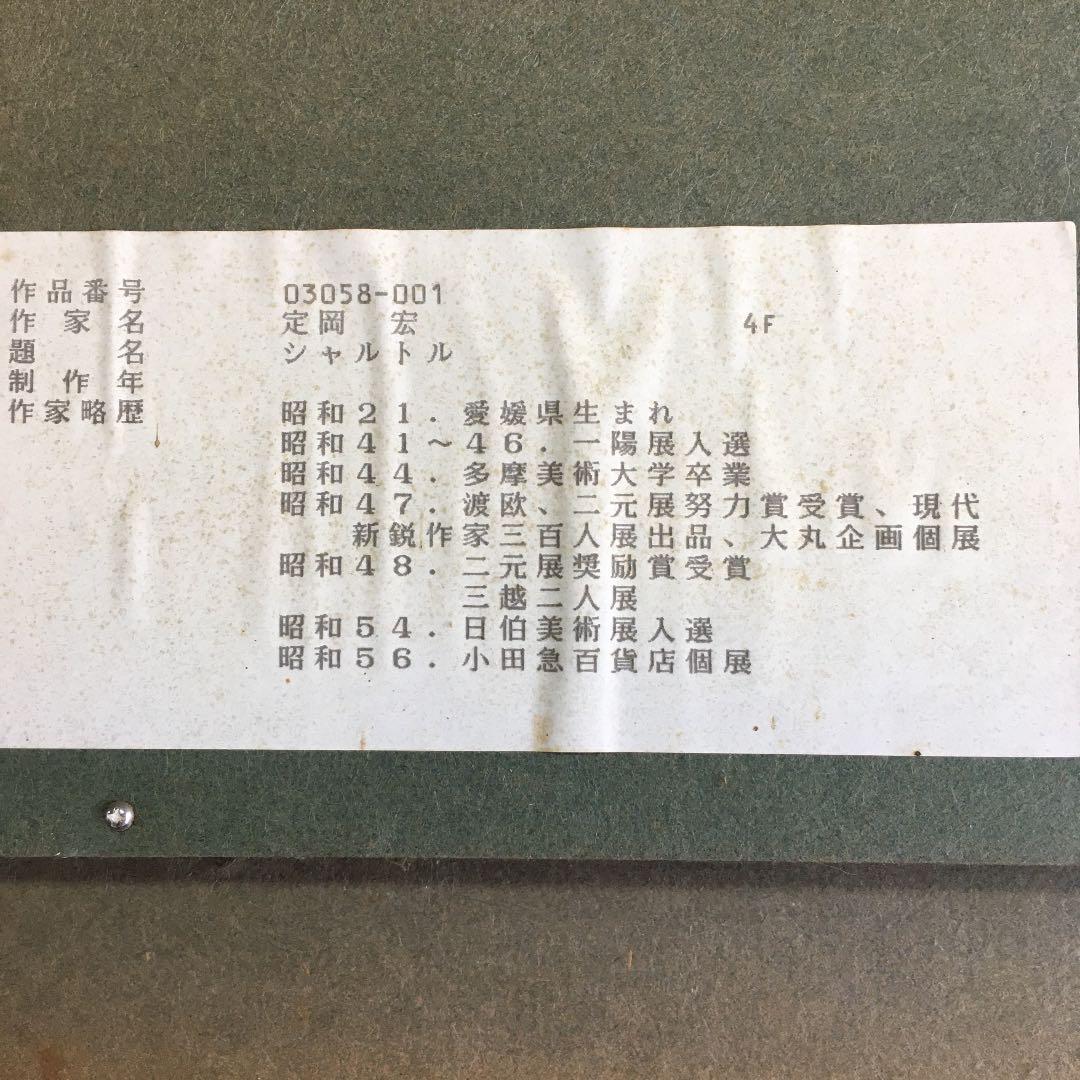 作品番号 03058-001
作家名 定岡 宏 4F
題名 シャルトル
制作年
作家略歴 昭和21.愛媛県生まれ
昭和41～46.一陽展入選
昭和44.多摩美術大学卒業
昭和47.渡欧、二元展努力賞受賞、現代
新鋭作家三百人展出品、大丸企画個展
昭和48.二元展奨励賞受賞
三越二人展
昭和54.日伯美術展入選
昭和56.小田急百貨店個展